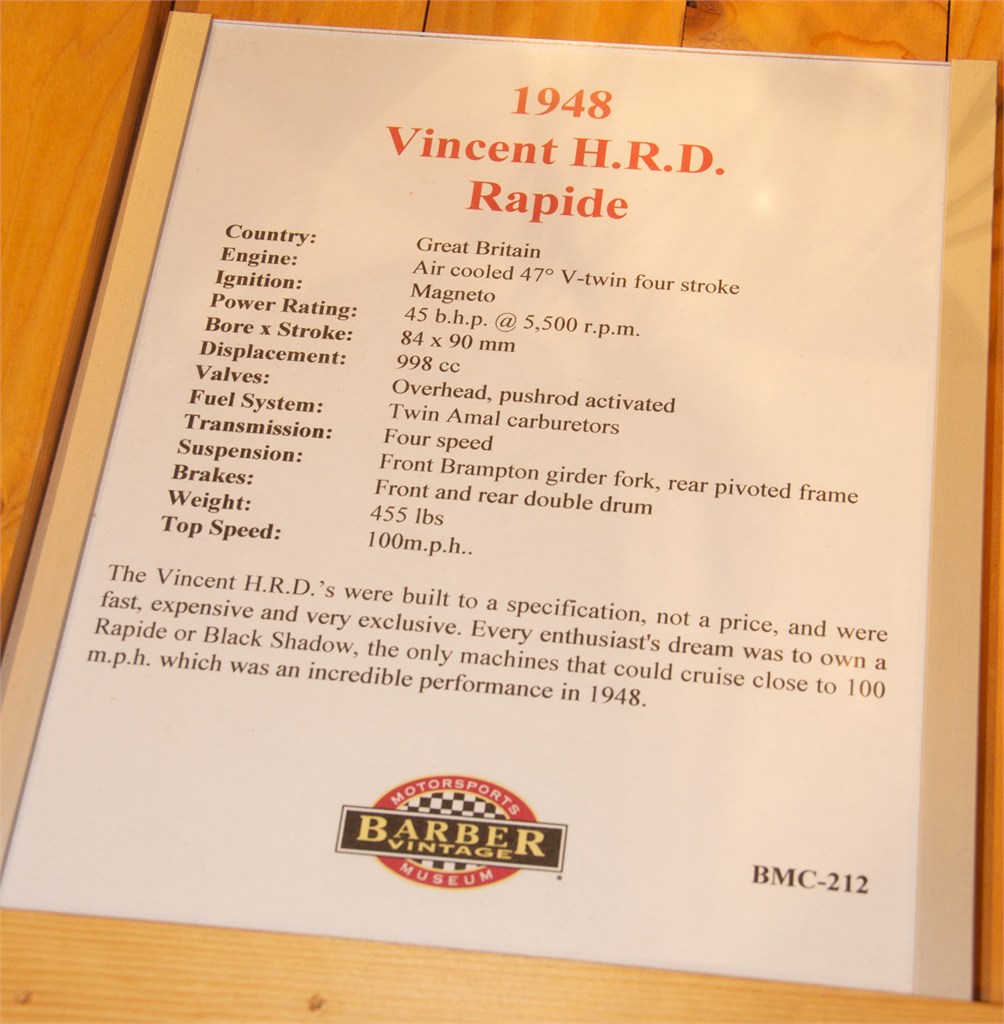 1948
Vincent H.R.D.
Rapide
Country: Great Britain
Engine: Air cooled 47° V-twin four stroke
Ignition: Magneto
Power Rating: 45 b.h.p. @ 5,500 r.p.m.
Bore x Stroke: 84 x 90 mm
Displacement: 998 cc
Valves: Overhead, pushrod activated
Fuel System: Twin Amal carburetors
Transmission: Four speed
Suspension: Front Brampton girder fork, rear pivoted frame
Brakes: Front and rear double drum
Weight: 455 lbs
Top Speed: 100m.p.h..
The Vincent H.R.D.'s were built to a specification, not a price, and were
fast, expensive and very exclusive. Every enthusiast's dream was to own a
Rapide or Black Shadow, the only machines that could cruise close to 100
m.p.h. which was an incredible performance in 1948.
MOTORSPORTS
BARBER
VINTAGE
MUSEUM
BMC-212